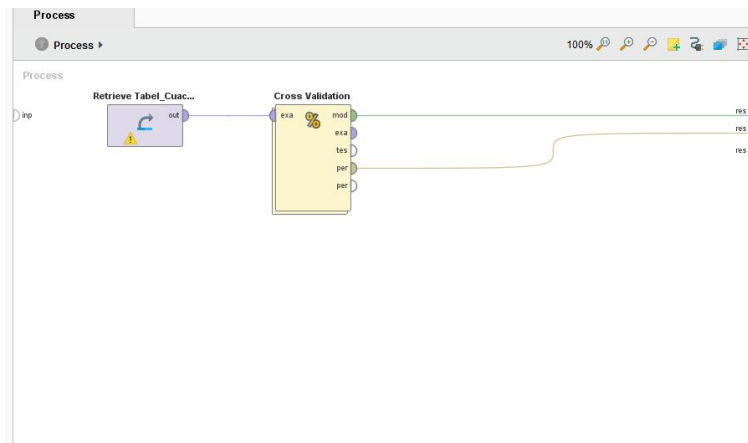 Process
Process
100%
Process
Retrieve Tabel_Cuac...
Cross Validation
inp
out
exa
mod
exa
tes
per
per
res
res
res